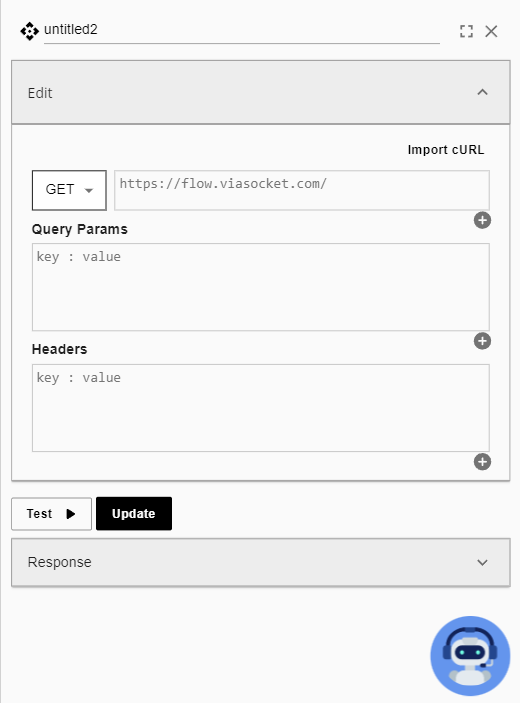 untitled2
Edit
Import cURL
GET
https://flow.viasocket.com/
Query Params
key : value
Headers
key : value
Test
Update
Response